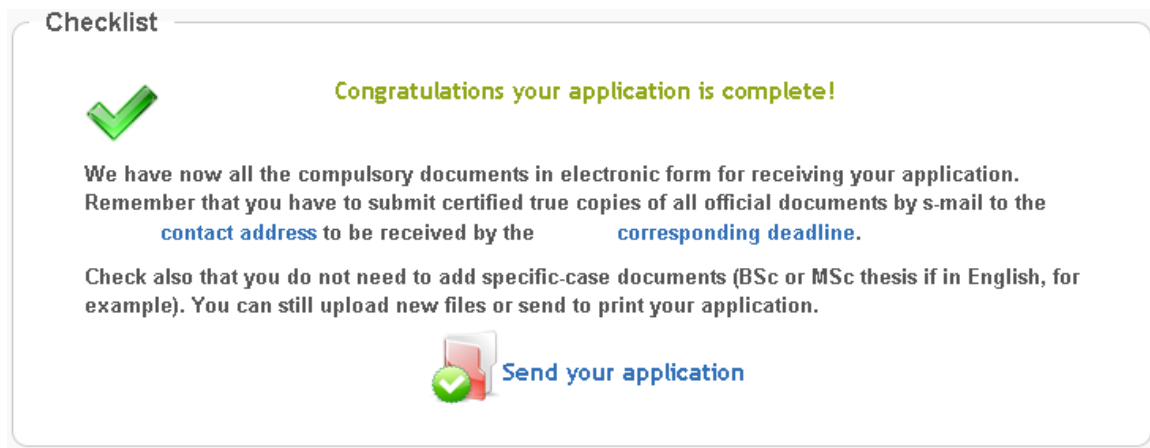 Checklist
Congratulations your application is complete!
We have now all the compulsory documents in electronic form for receiving your application.
Remember that you have to submit certified true copies of all official documents by s-mail to the
contact address to be received by the corresponding deadline.
Check also that you do not need to add specific-case documents (BSc or MSc thesis if in English, for
example). You can still upload new files or send to print your application.
Send your application